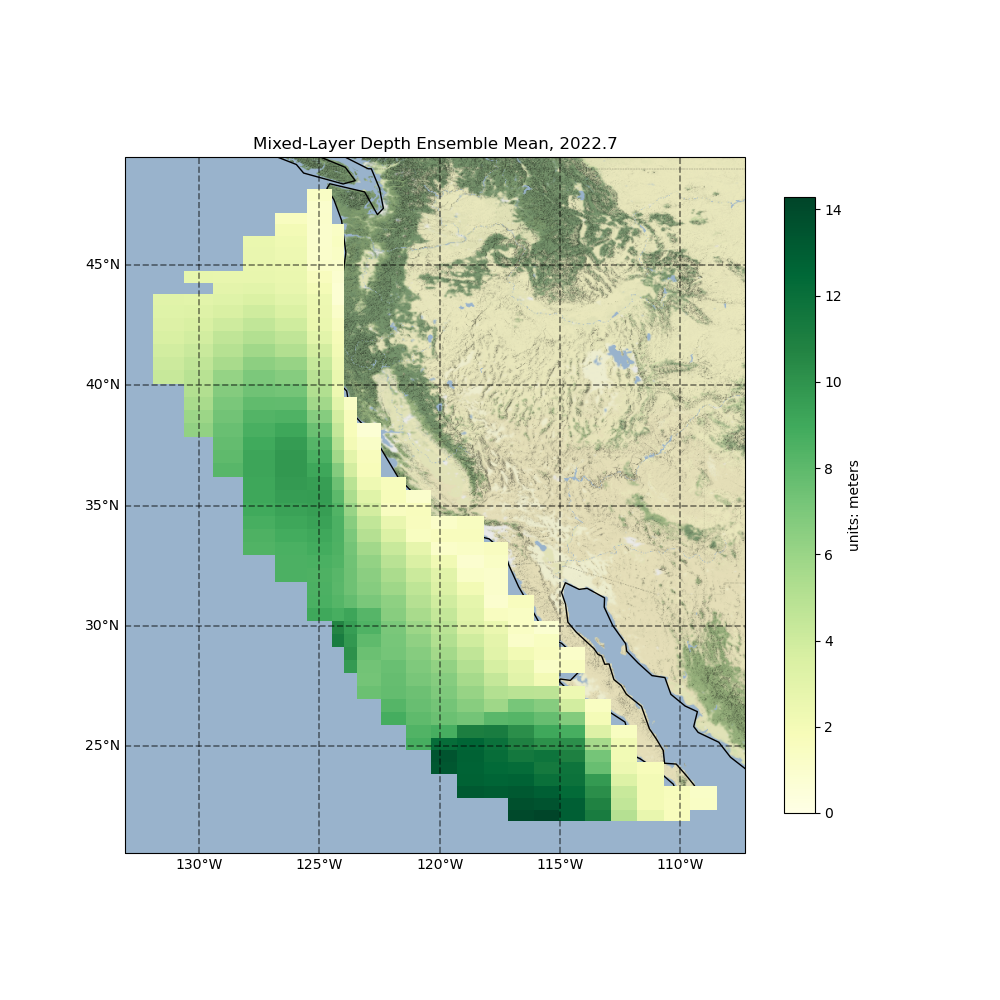 Mixed-Layer Depth Ensemble Mean, 2022.7
45°N
40°N
35°N
30°N
25°N
130°W
125°W
120°W
115°W
110°W
14
12
10
8
6
4
2
0
units: meters